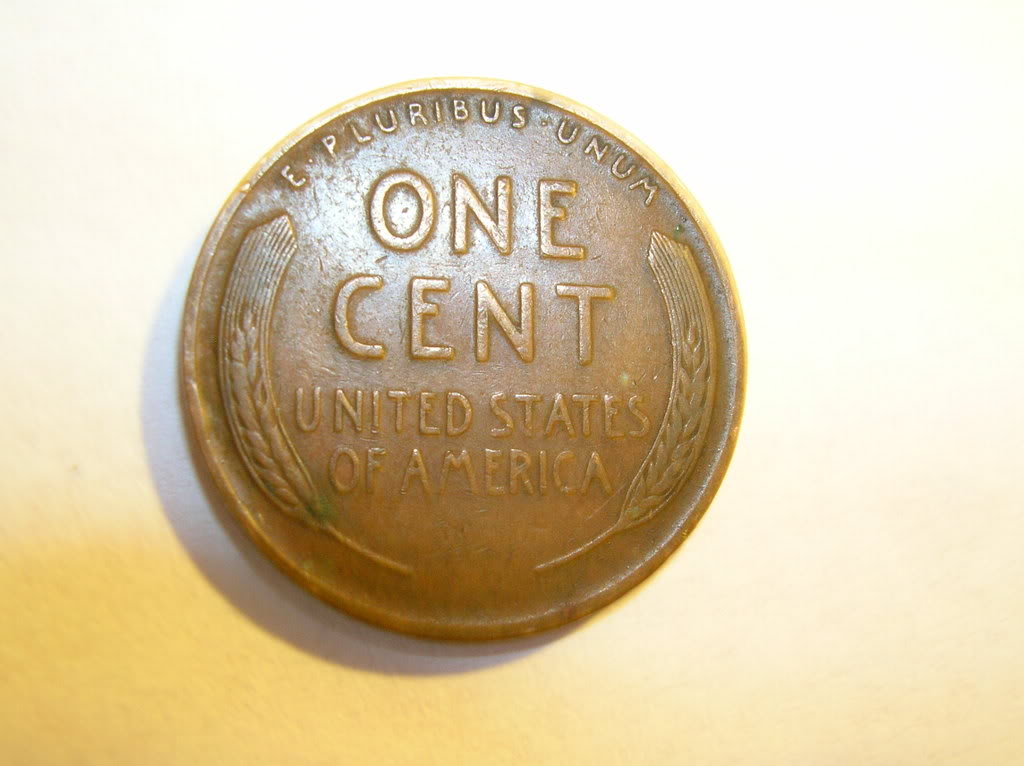 E · PLURIBUS · UNUM
ONE
CENT
UNITED STATES
OF AMERICA